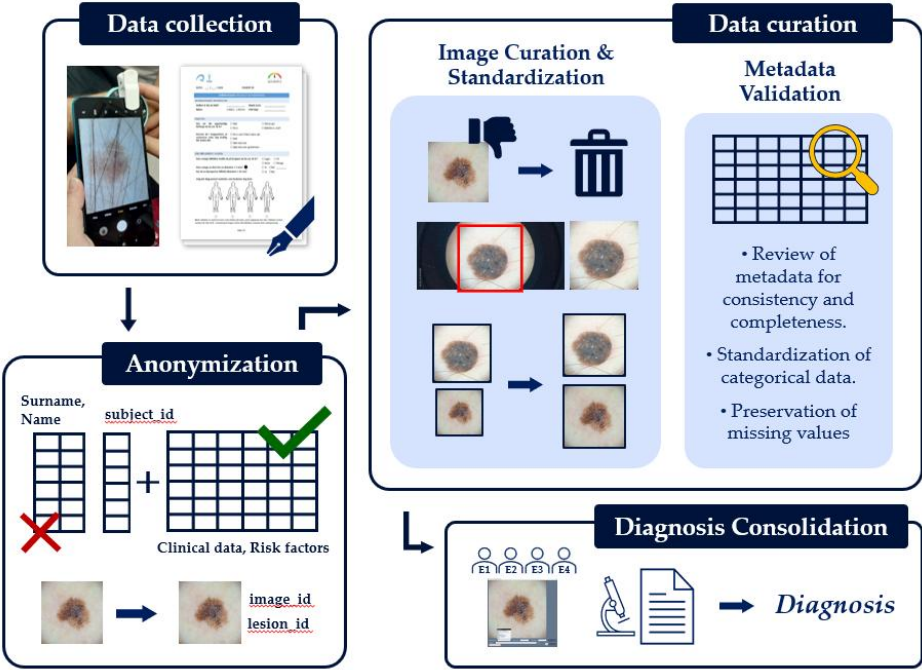 Data collection
Data curation
Image Curation &
Standardization
Metadata
Validation
• Review of
metadata for
consistency and
completeness.
• Standardization of
categorical data.
• Preservation of
missing values
Anonymization
Surname,
Name
subject_id
Clinical data, Risk factors
image_id
lesion_id
Diagnosis Consolidation
E1 E2 E3 E4
Diagnosis